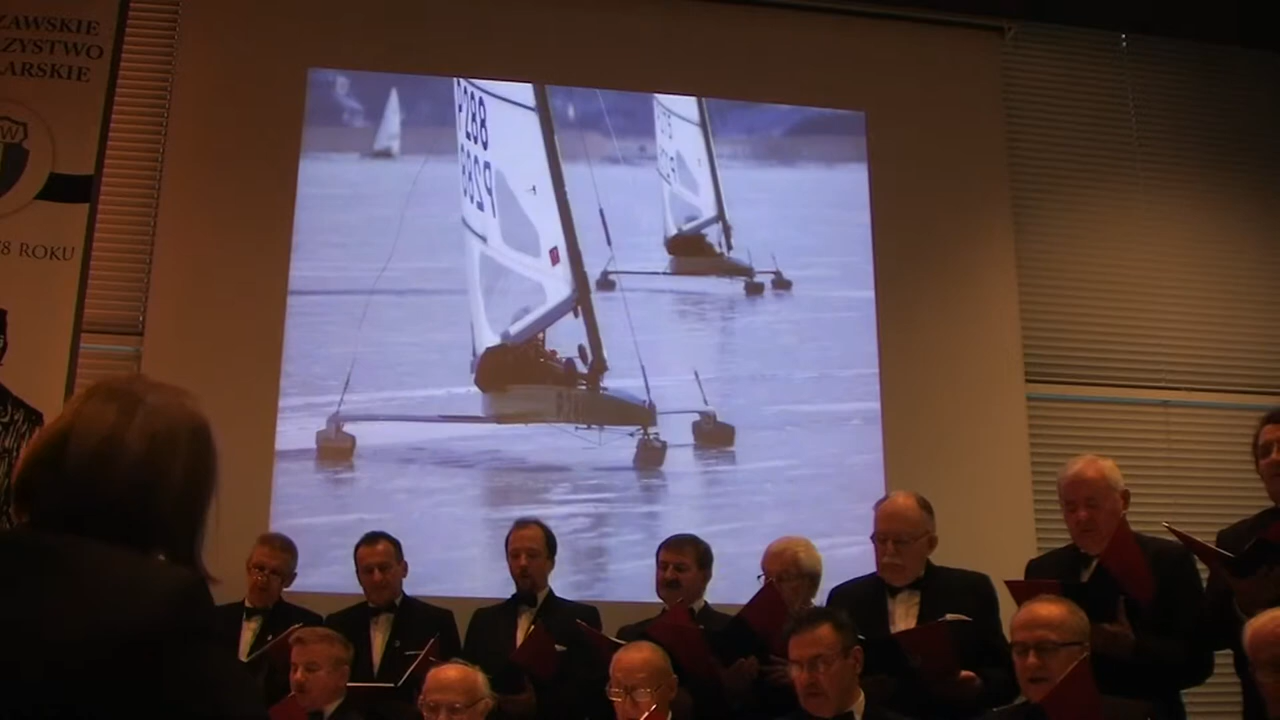 ZAWSKIE
ZYSTWO
LARSKIE
W
8 ROKU
P288
P288